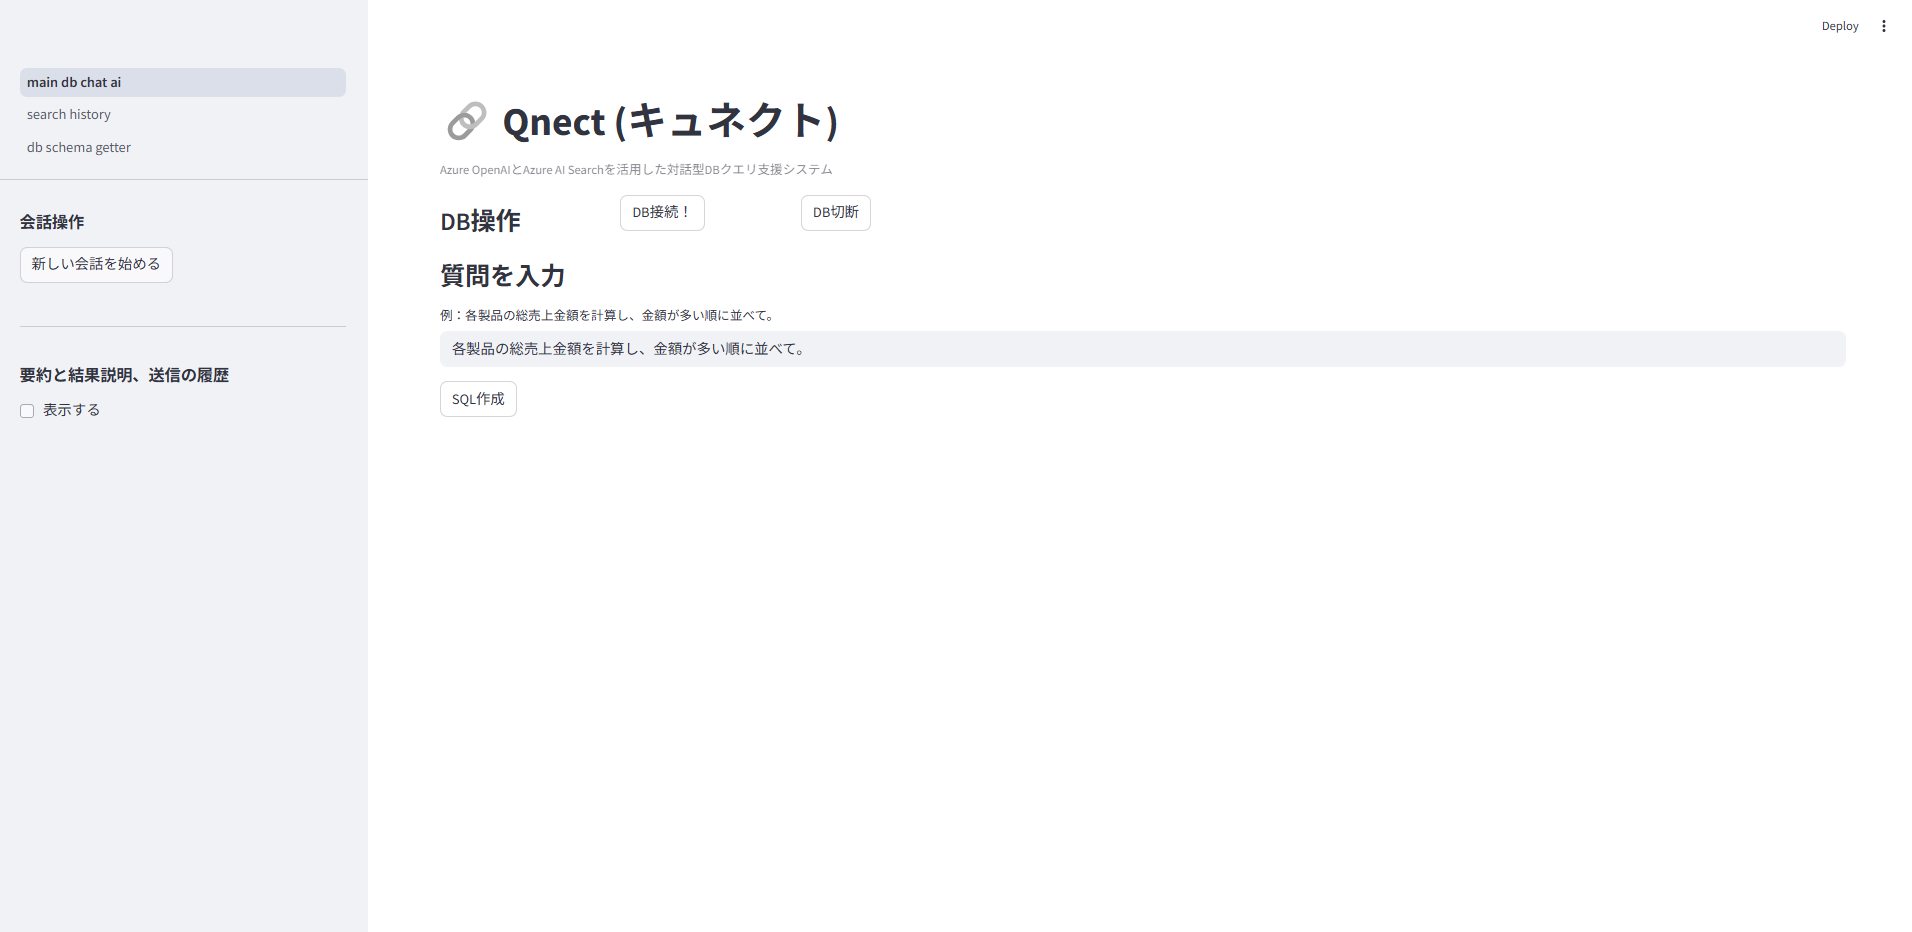 Deploy
main db chat ai
search history
db schema getter
会話操作
新しい会話を始める
要約と結果説明、送信の履歴
表示する
Qnect (キュネクト)
Azure OpenAIとAzure AI Searchを活用した対話型DBクエリ支援システム
DB操作
DB接続！
DB切断
質問を入力
例：各製品の総売上金額を計算し、金額が多い順に並べて。
各製品の総売上金額を計算し、金額が多い順に並べて。
SQL作成